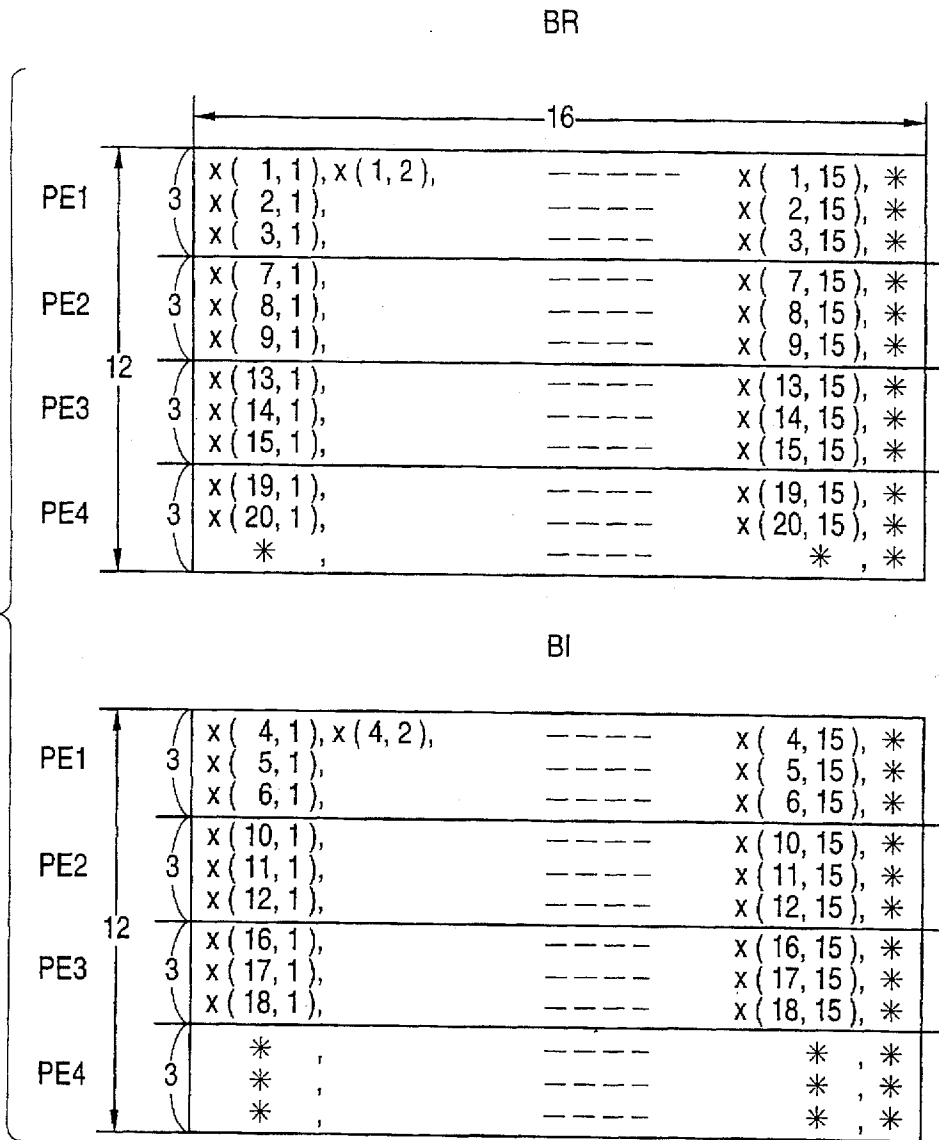 BR
16
PE1 3 x( 1, 1), x( 1, 2), ----- x( 1, 15), *
x( 2, 1), ---- x( 2, 15), *
x( 3, 1), ---- x( 3, 15), *
PE2 3 x( 7, 1), ---- x( 7, 15), *
x( 8, 1), ---- x( 8, 15), *
x( 9, 1), ---- x( 9, 15), *
12
PE3 3 x(13, 1), ---- x(13, 15), *
x(14, 1), ---- x(14, 15), *
x(15, 1), ---- x(15, 15), *
PE4 3 x(19, 1), ---- x(19, 15), *
x(20, 1), ---- x(20, 15), *
* , ---- * , *
BI
PE1 3 x( 4, 1), x( 4, 2), ---- x( 4, 15), *
x( 5, 1), ---- x( 5, 15), *
x( 6, 1), ---- x( 6, 15), *
PE2 3 x(10, 1), ---- x(10, 15), *
x(11, 1), ---- x(11, 15), *
x(12, 1), ---- x(12, 15), *
12
PE3 3 x(16, 1), ---- x(16, 15), *
x(17, 1), ---- x(17, 15), *
x(18, 1), ---- x(18, 15), *
PE4 3 * , ---- * , *
* , ---- * , *
* , ---- * , *